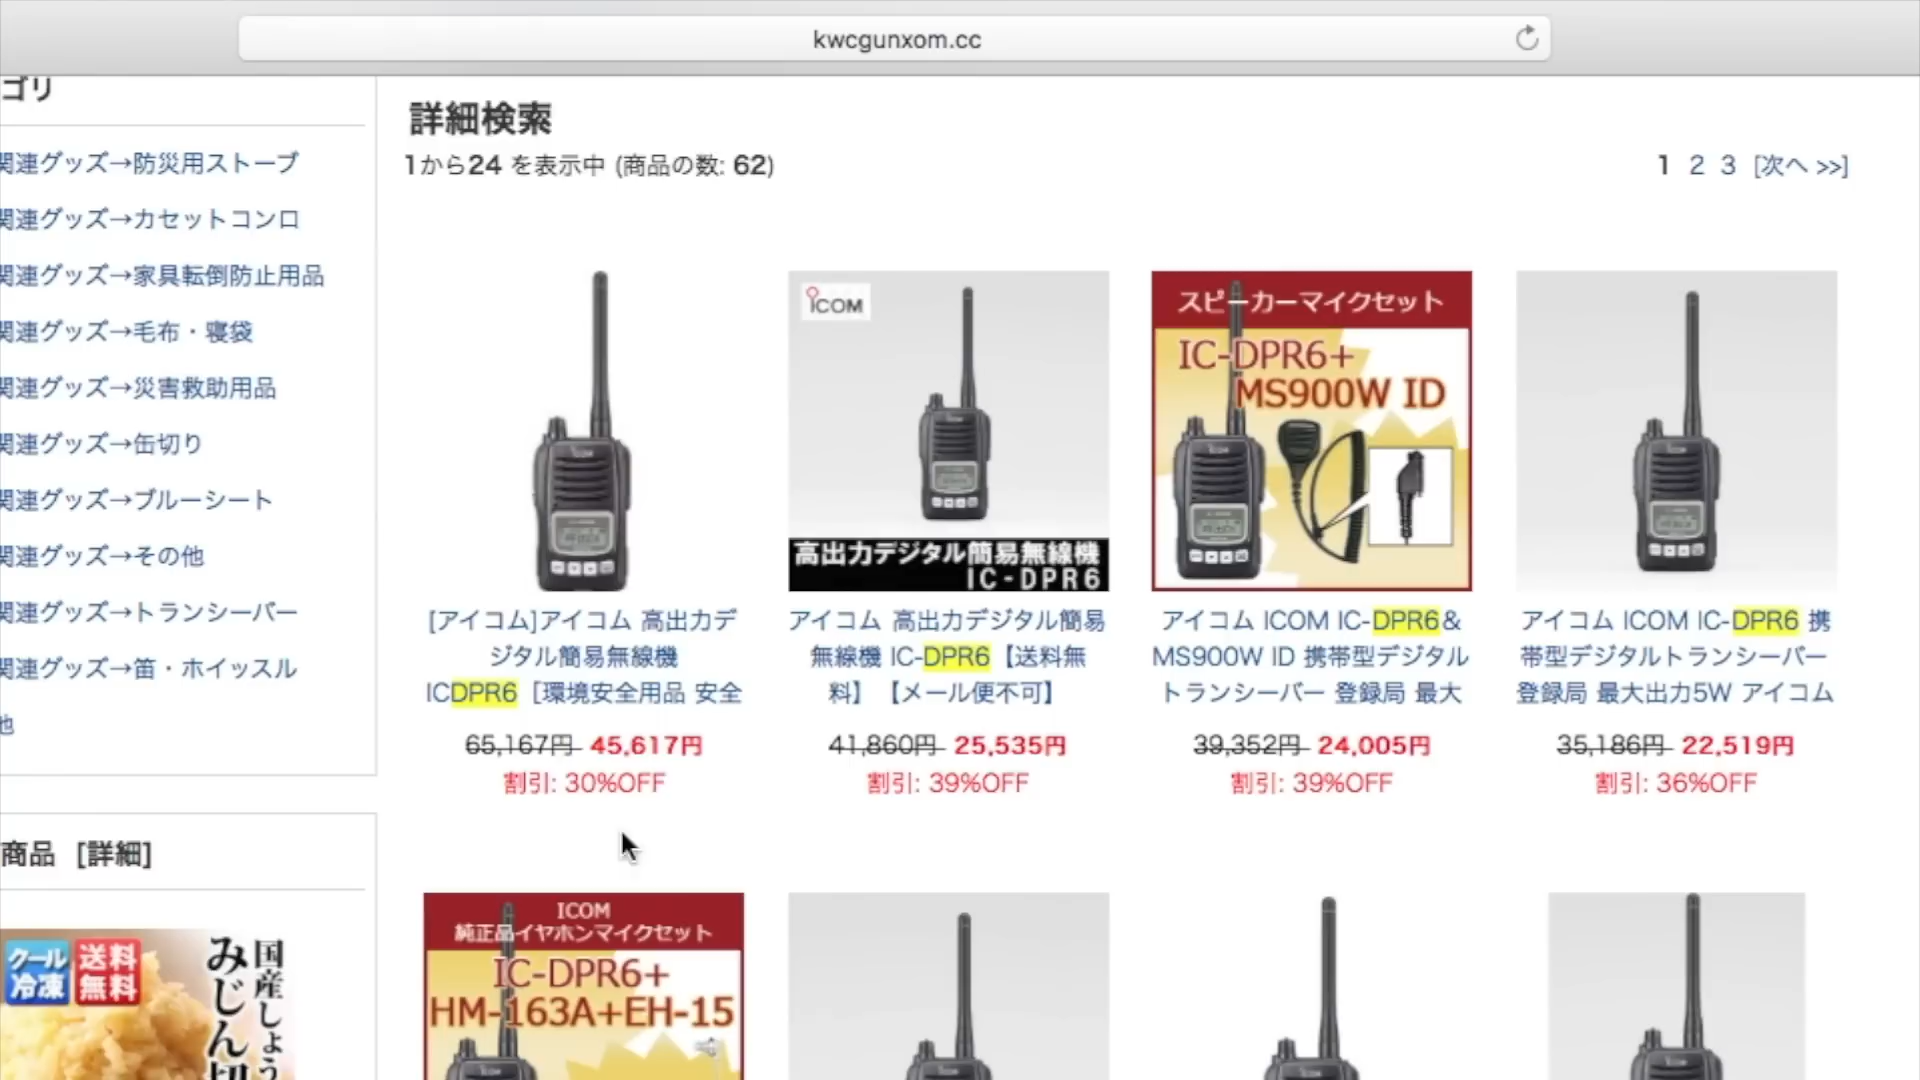 kwcgunxom.cc
ゴリ
関連グッズ→防災用ストーブ
関連グッズ→カセットコンロ
関連グッズ→家具転倒防止用品
関連グッズ→毛布・寝袋
関連グッズ→災害救助用品
関連グッズ→缶切り
関連グッズ→ブルーシート
関連グッズ→その他
関連グッズ→トランシーバー
関連グッズ→笛・ホイッスル
他
商品 [詳細]
クール冷凍
送料無料
国産しょう
みじん切
詳細検索
1から24 を表示中 (商品の数: 62)
1 2 3 [次へ >>]
[アイコム]アイコム 高出力デ
ジタル簡易無線機
ICDPR6［環境安全用品 安全
65,167円 45,617円
割引: 30%OFF
ICOM
高出力デジタル簡易無線機
IC-DPR6
アイコム 高出力デジタル簡易
無線機 IC-DPR6【送料無
料】【メール便不可】
41,860円 25,535円
割引: 39%OFF
スピーカーマイクセット
IC-DPR6+
MS900W ID
アイコム ICOM IC-DPR6＆
MS900W ID 携帯型デジタル
トランシーバー 登録局 最大
39,352円 24,005円
割引: 39%OFF
アイコム ICOM IC-DPR6 携
帯型デジタルトランシーバー
登録局 最大出力5W アイコム
35,186円 22,519円
割引: 36%OFF
ICOM
純正品イヤホンマイクセット
IC-DPR6+
HM-163A+EH-15